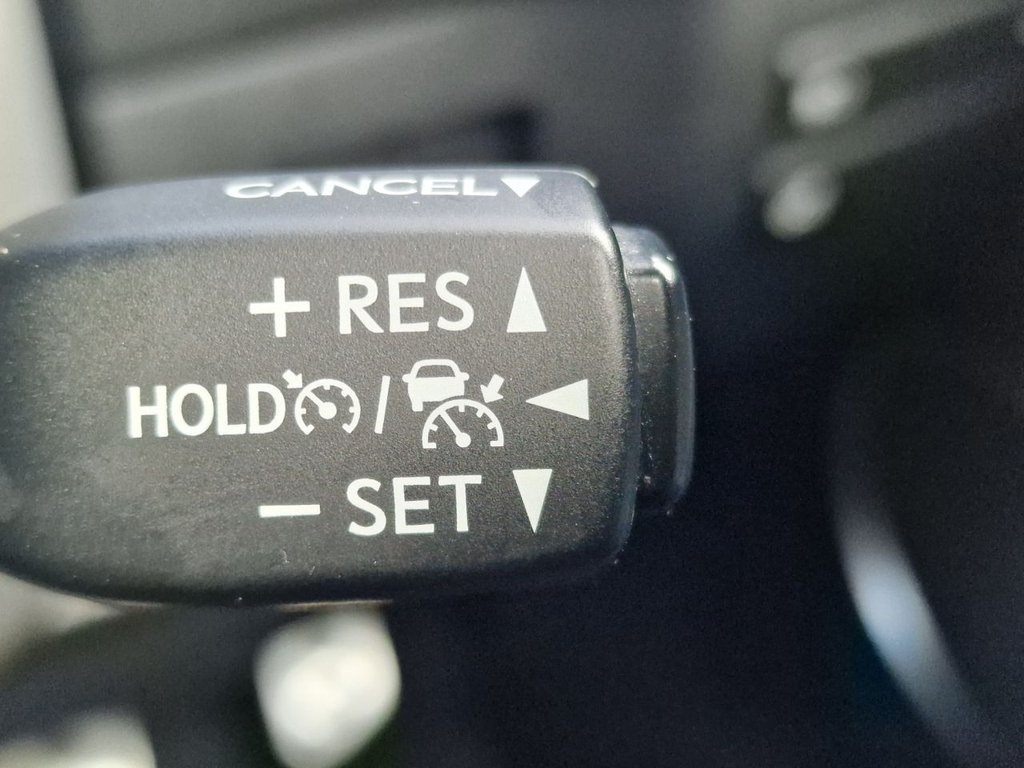 CANCEL▼
+ RES ▲
HOLD / ◀
− SET ▼